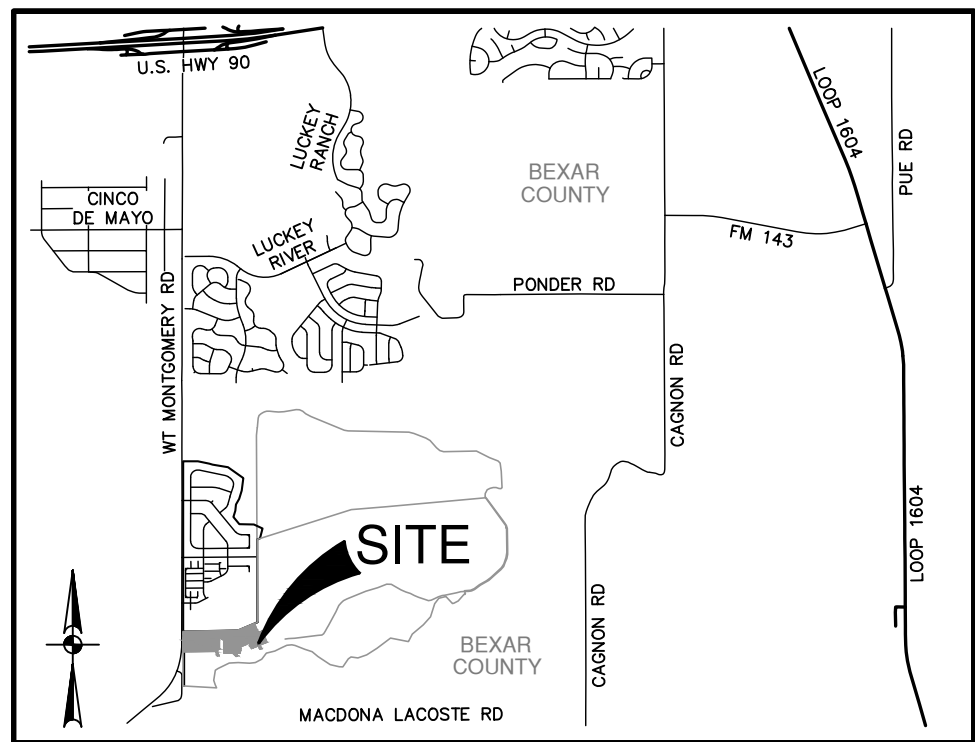 U.S. HWY 90
LUCKEY
RANCH
LOOP 1604
PUE RD
BEXAR
COUNTY
CINCO
DE MAYO
LUCKEY
RIVER
FM 143
PONDER RD
WT MONTGOMERY RD
CAGNON RD
SITE
LOOP 1604
CAGNON RD
BEXAR
COUNTY
MACDONA LACOSTE RD